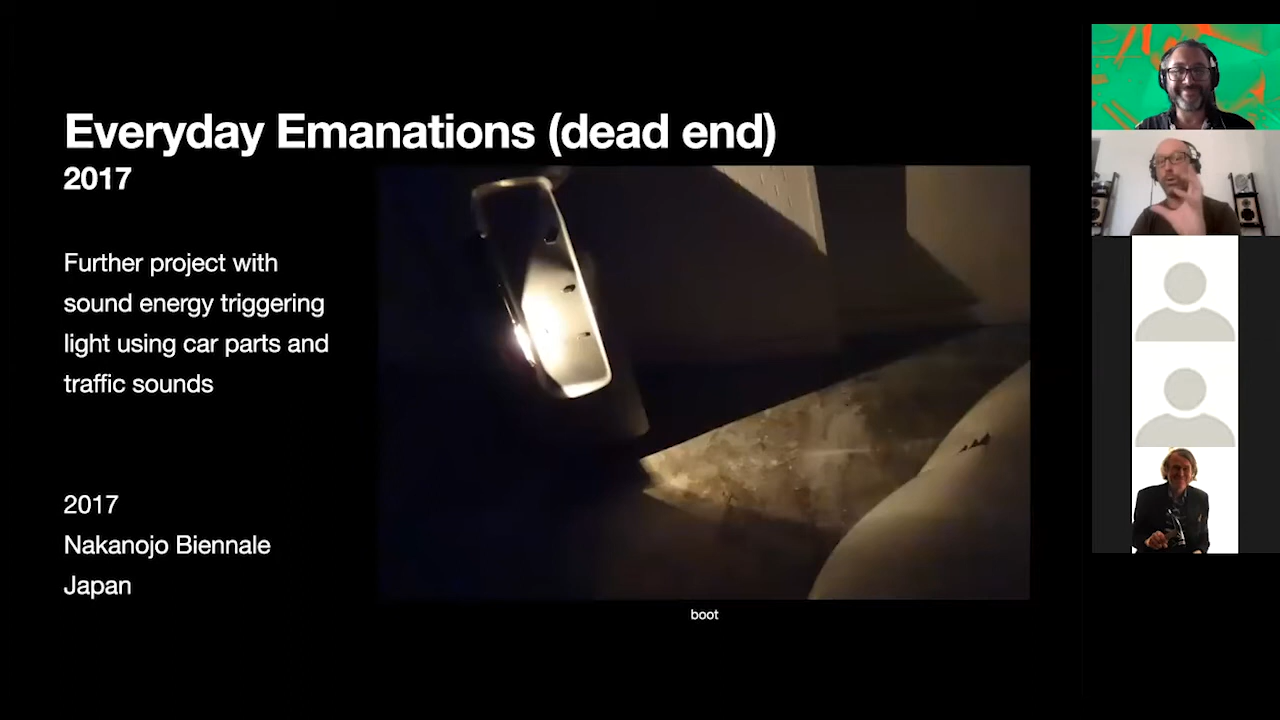 Everyday Emanations (dead end)
2017
Further project with
sound energy triggering
light using car parts and
traffic sounds
2017
Nakanojo Biennale
Japan
boot